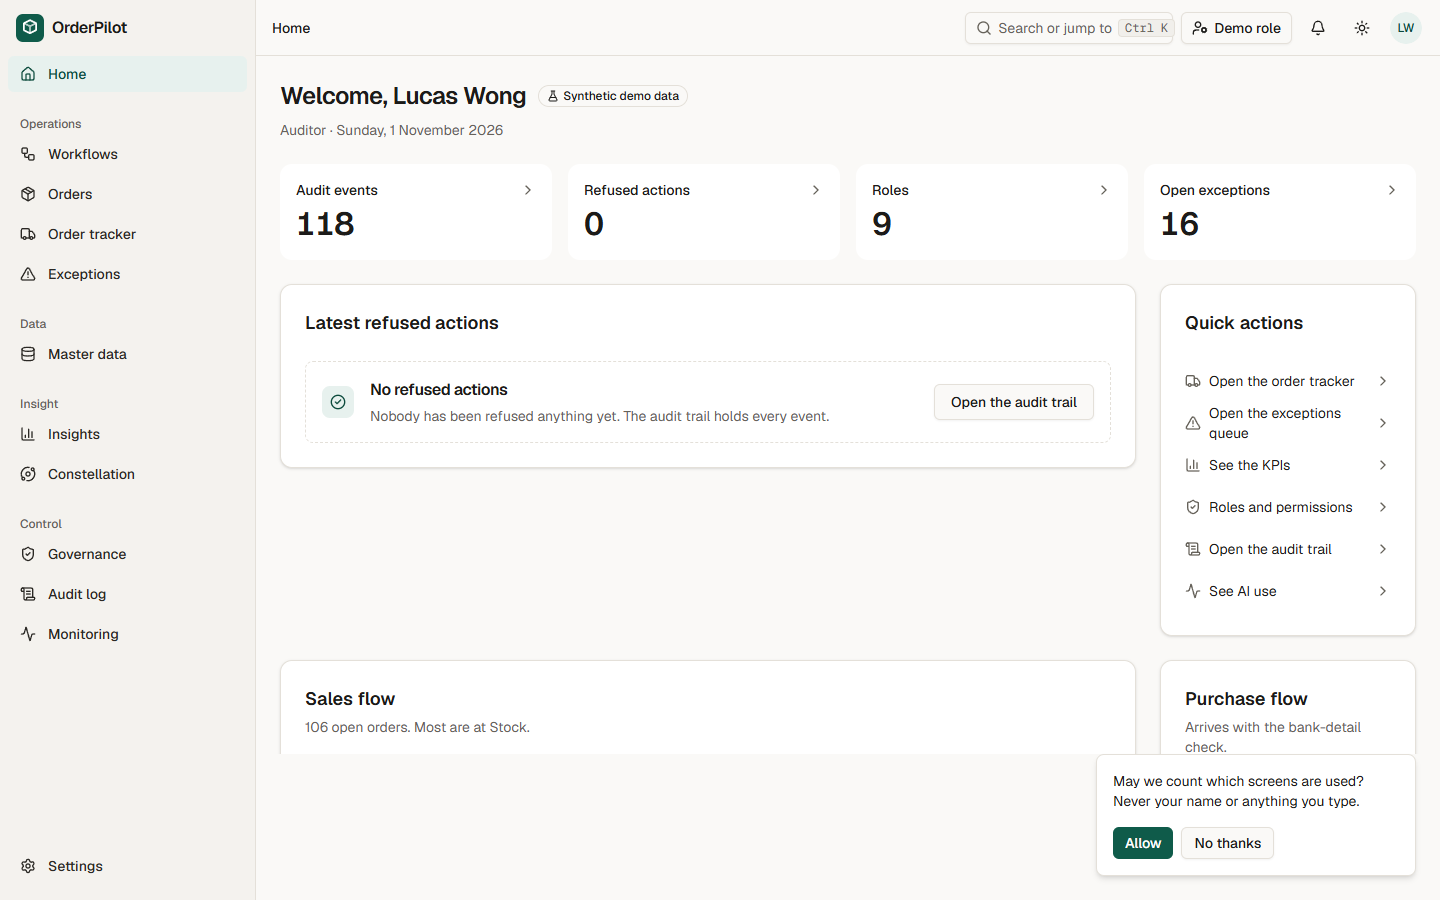 OrderPilot
Home
Search or jump to
Ctrl K
Demo role
LW
Home
Operations
Workflows
Orders
Order tracker
Exceptions
Data
Master data
Insight
Insights
Constellation
Control
Governance
Audit log
Monitoring
Settings
Welcome, Lucas Wong
Synthetic demo data
Auditor · Sunday, 1 November 2026
Audit events
118
Refused actions
0
Roles
9
Open exceptions
16
Latest refused actions
No refused actions
Nobody has been refused anything yet. The audit trail holds every event.
Open the audit trail
Quick actions
Open the order tracker
Open the exceptions
queue
See the KPIs
Roles and permissions
Open the audit trail
See AI use
Sales flow
106 open orders. Most are at Stock.
Purchase flow
Arrives with the bank-detail
check.
May we count which screens are used?
Never your name or anything you type.
Allow
No thanks